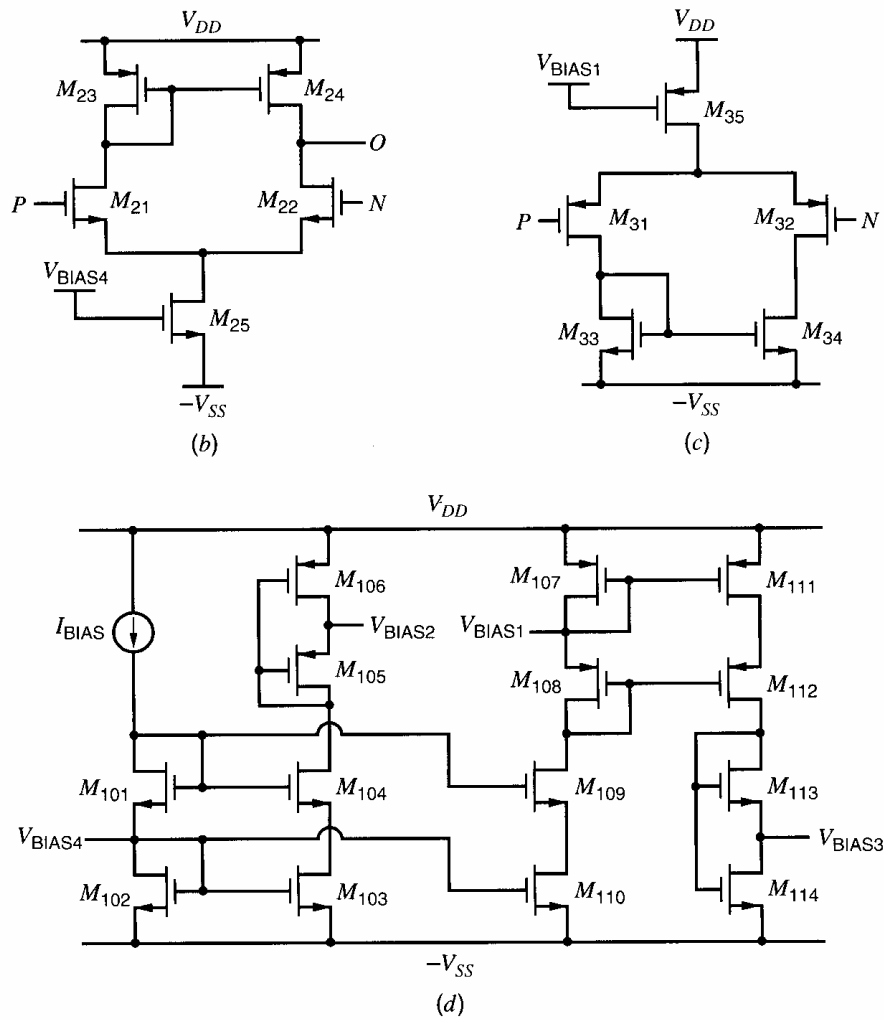 V_DD
M_23
M_24
O
P
M_21
M_22
N
V_BIAS4
M_25
−V_SS
(b)
V_DD
V_BIAS1
M_35
P
M_31
M_32
N
M_33
M_34
−V_SS
(c)
V_DD
M_106
M_107
M_111
I_BIAS
V_BIAS2
V_BIAS1
M_105
M_108
M_112
M_101
M_104
M_109
M_113
V_BIAS4
V_BIAS3
M_102
M_103
M_110
M_114
−V_SS
(d)